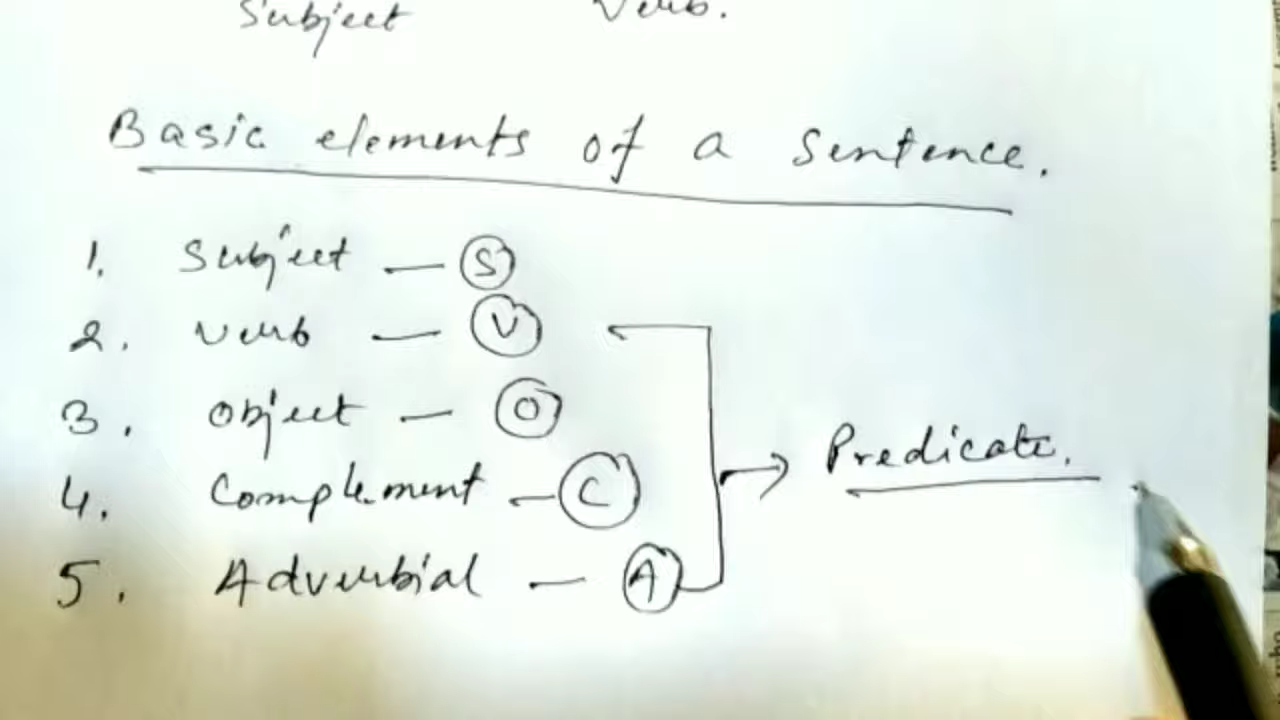 Subject Verb.
Basic elements of a sentence.
1. Subject — S
2. Verb — V
3. Object — O
4. Complement — C
5. Adverbial — A
→ Predicate.